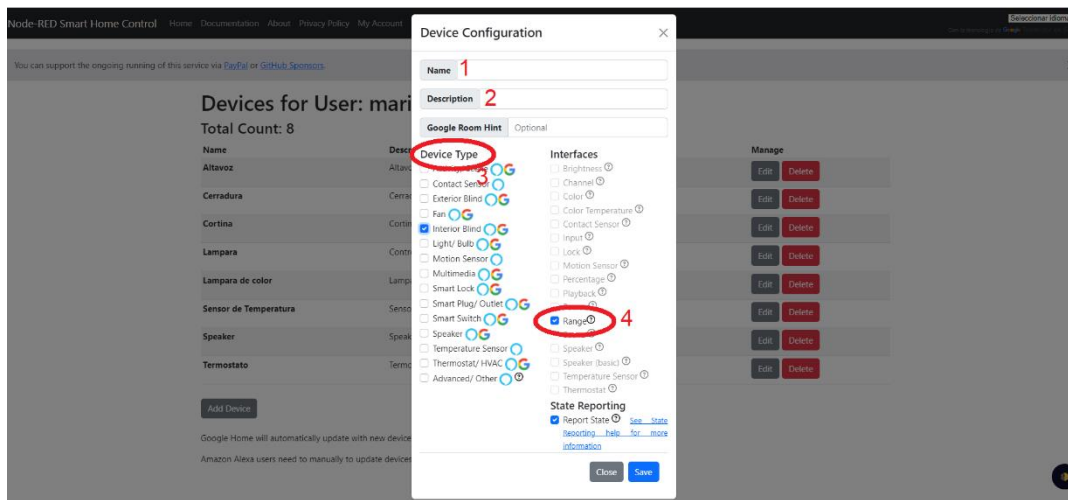 Node-RED Smart Home Control Home Documentation About Privacy Policy My Account
Seleccionar idioma
You can support the ongoing running of this service via PayPal or GitHub Sponsors.
Devices for User: mari
Total Count: 8
Name Descr Manage
Altavoz Altavo Edit Delete
Cerradura Cerrad Edit Delete
Cortina Cortin Edit Delete
Lampara Contr Edit Delete
Lampara de color Lampa Edit Delete
Sensor de Temperatura Senso Edit Delete
Speaker Speak Edit Delete
Termostato Termo Edit Delete
Add Device
Google Home will automatically update with new device
Amazon Alexa users need to manually to update devices
Device Configuration
Name 1
Description 2
Google Room Hint Optional
Device Type
3
Contact Sensor
Exterior Blind
Fan
Interior Blind
Light/ Bulb
Motion Sensor
Multimedia
Smart Lock
Smart Plug/ Outlet
Smart Switch
Speaker
Temperature Sensor
Thermostat/ HVAC
Advanced/ Other
Interfaces
Brightness
Channel
Color
Color Temperature
Contact Sensor
Input
Lock
Motion Sensor
Percentage
Playback
Range 4
Speaker
Speaker (basic)
Temperature Sensor
Thermostat
State Reporting
Report State See State
Reporting help for more
information
Close Save